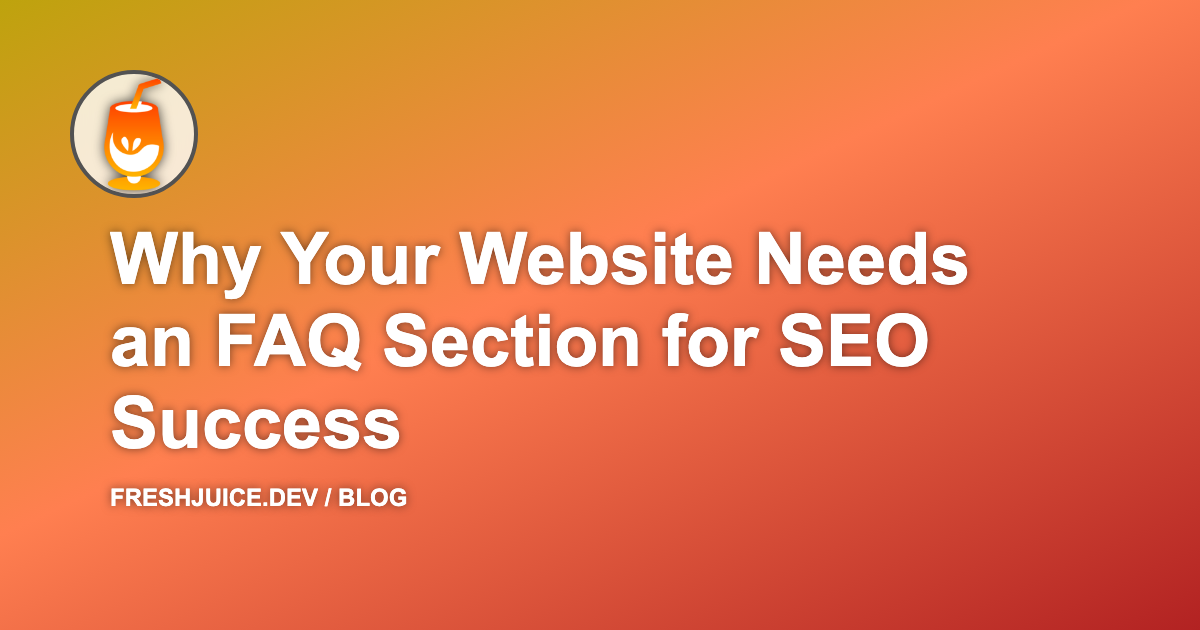 Why Your Website Needs
an FAQ Section for SEO
Success
FRESHJUICE.DEV / BLOG